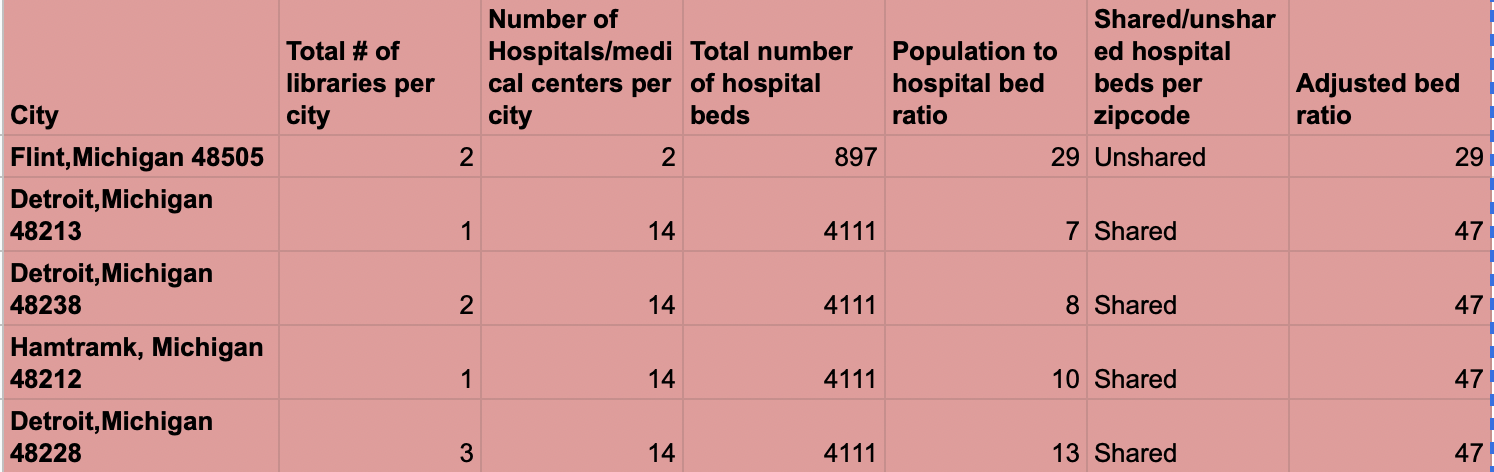 City
Total # of
libraries per
city
Number of
Hospitals/medi
cal centers per
city
Total number
of hospital
beds
Population to
hospital bed
ratio
Shared/unshar
ed hospital
beds per
zipcode
Adjusted bed
ratio
Flint,Michigan 48505 2 2 897 29 Unshared 29
Detroit,Michigan
48213 1 14 4111 7 Shared 47
Detroit,Michigan
48238 2 14 4111 8 Shared 47
Hamtramk, Michigan
48212 1 14 4111 10 Shared 47
Detroit,Michigan
48228 3 14 4111 13 Shared 47